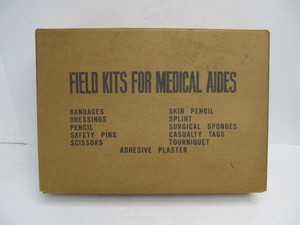 FIELD KITS FOR MEDICAL AIDES
BANDAGES
DRESSINGS
PENCIL
SAFETY PINS
SCISSORS
SKIN PENCIL
SPLINT
SURGICAL SPONGES
CASUALTY TAGS
TOURNIQUET
ADHESIVE PLASTER